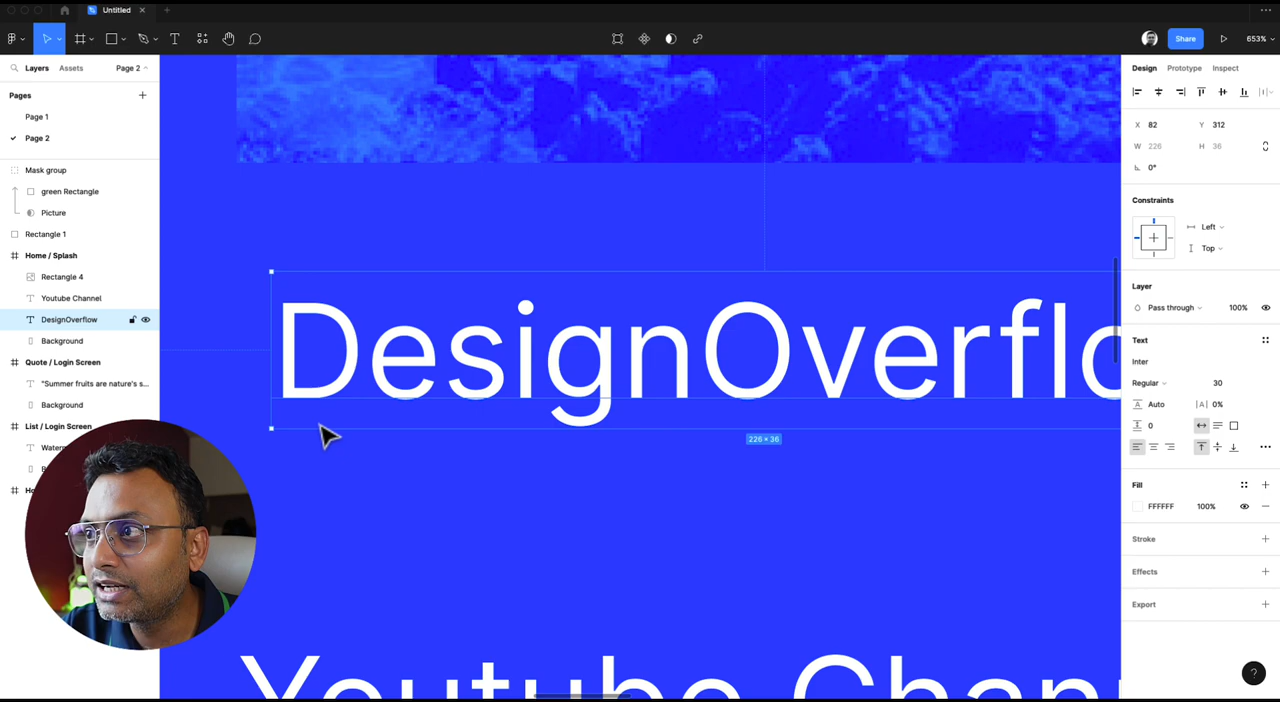 Untitled
Share
653%
Layers
Assets
Page 2
Design
Prototype
Inspect
Pages
Page 1
Page 2
X 82
Y 312
W 226
H 36
0°
Mask group
green Rectangle
Picture
Rectangle 1
Home / Splash
Rectangle 4
Youtube Channel
DesignOverflow
Background
Quote / Login Screen
"Summer fruits are nature's s...
Background
List / Login Screen
Constraints
Left
Top
Layer
Pass through
100%
Text
Inter
Regular
30
A Auto
|A| 0%
0
Fill
FFFFFF
100%
Stroke
Effects
Export
?
DesignOverflo
226 × 36
Youtube Chan